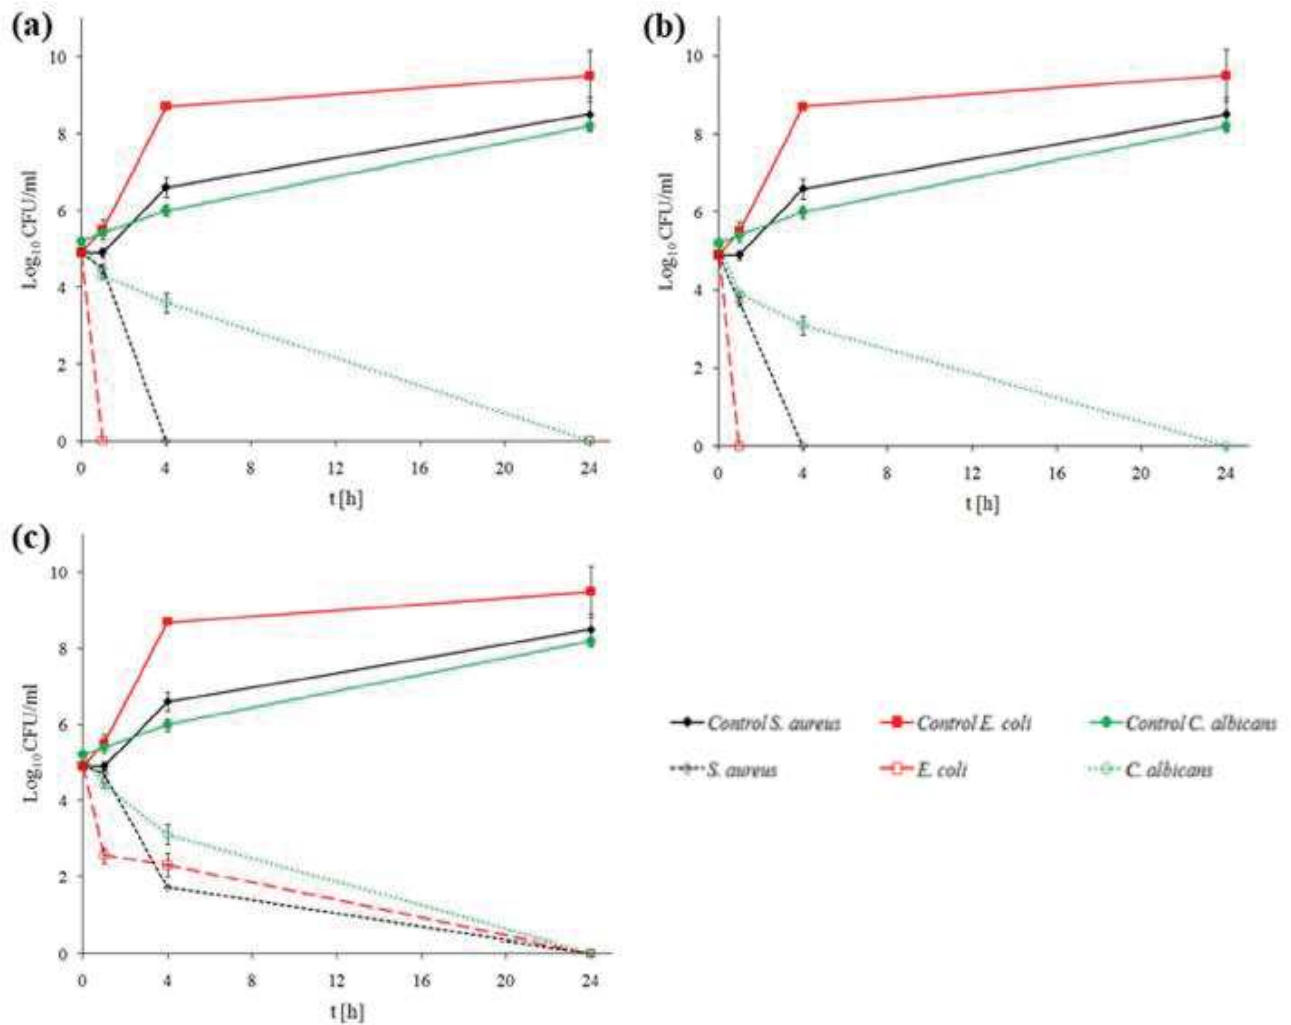 (a)
10
8
6
4
2
0
Log₁₀ CFU/ml
0 4 8 12 16 20 24
t [h]
(b)
10
8
6
4
2
0
Log₁₀ CFU/ml
0 4 8 12 16 20 24
t [h]
(c)
10
8
6
4
2
0
Log₁₀ CFU/ml
0 4 8 12 16 20 24
t [h]
Control S. aureus Control E. coli Control C. albicans
S. aureus E. coli C. albicans